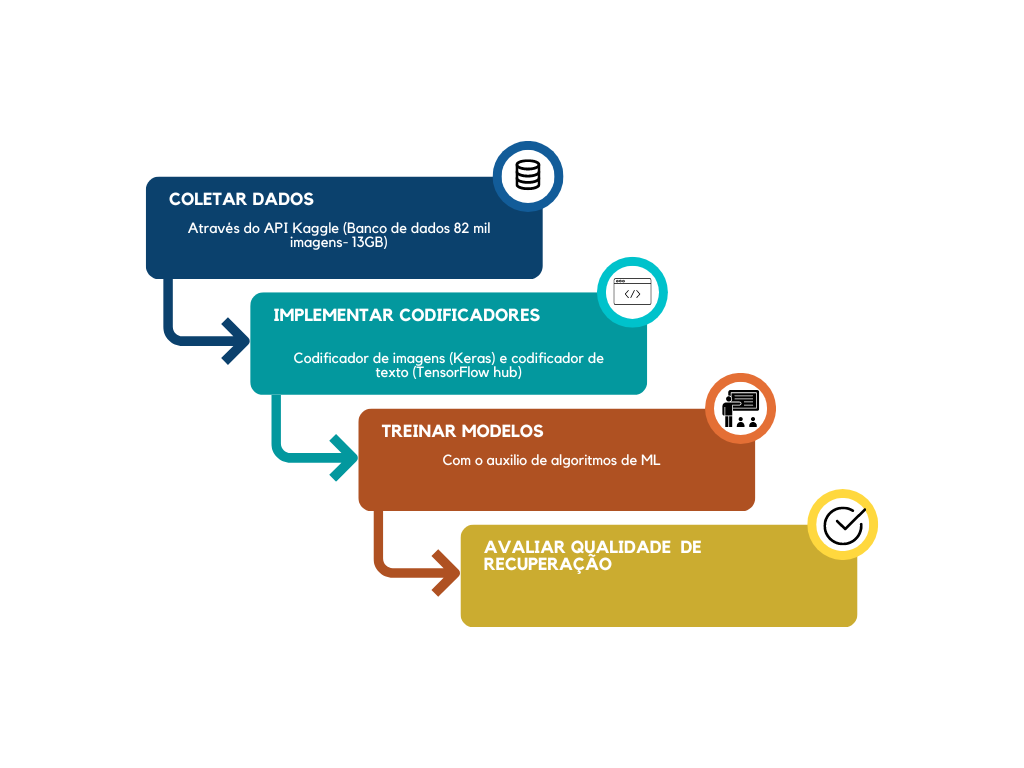 COLETAR DADOS
Através do API Kaggle (Banco de dados 82 mil
imagens- 13GB)
</>
IMPLEMENTAR CODIFICADORES
Codificador de imagens (Keras) e codificador de
texto (TensorFlow hub)
TREINAR MODELOS
Com o auxilio de algoritmos de ML
AVALIAR QUALIDADE DE
RECUPERAÇÃO